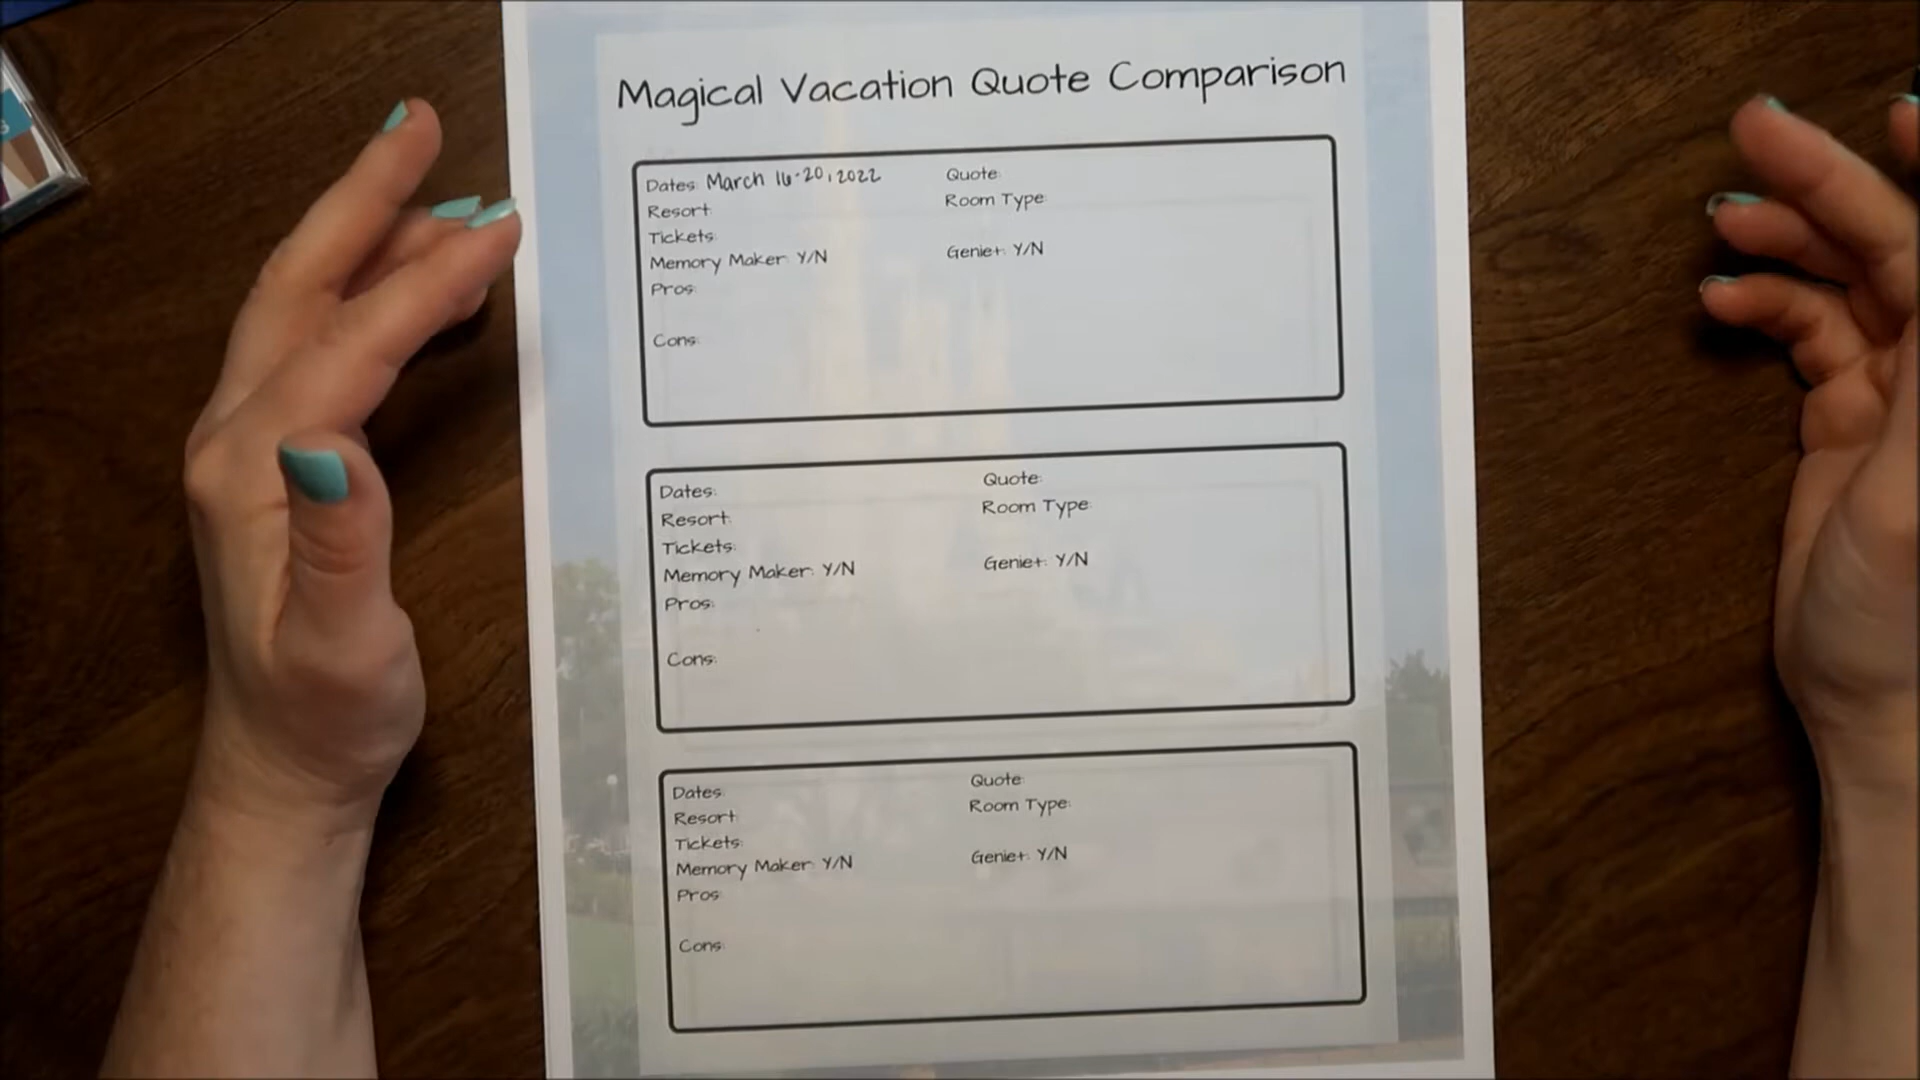 Magical Vacation Quote Comparison
Dates: March 16-20, 2022
Quote:
Resort:
Room Type:
Tickets:
Memory Maker: Y/N
Genie+: Y/N
Pros:
Cons:
Dates:
Quote:
Resort:
Room Type:
Tickets:
Memory Maker: Y/N
Genie+: Y/N
Pros:
Cons:
Dates:
Quote:
Resort:
Room Type:
Tickets:
Memory Maker: Y/N
Genie+: Y/N
Pros:
Cons: